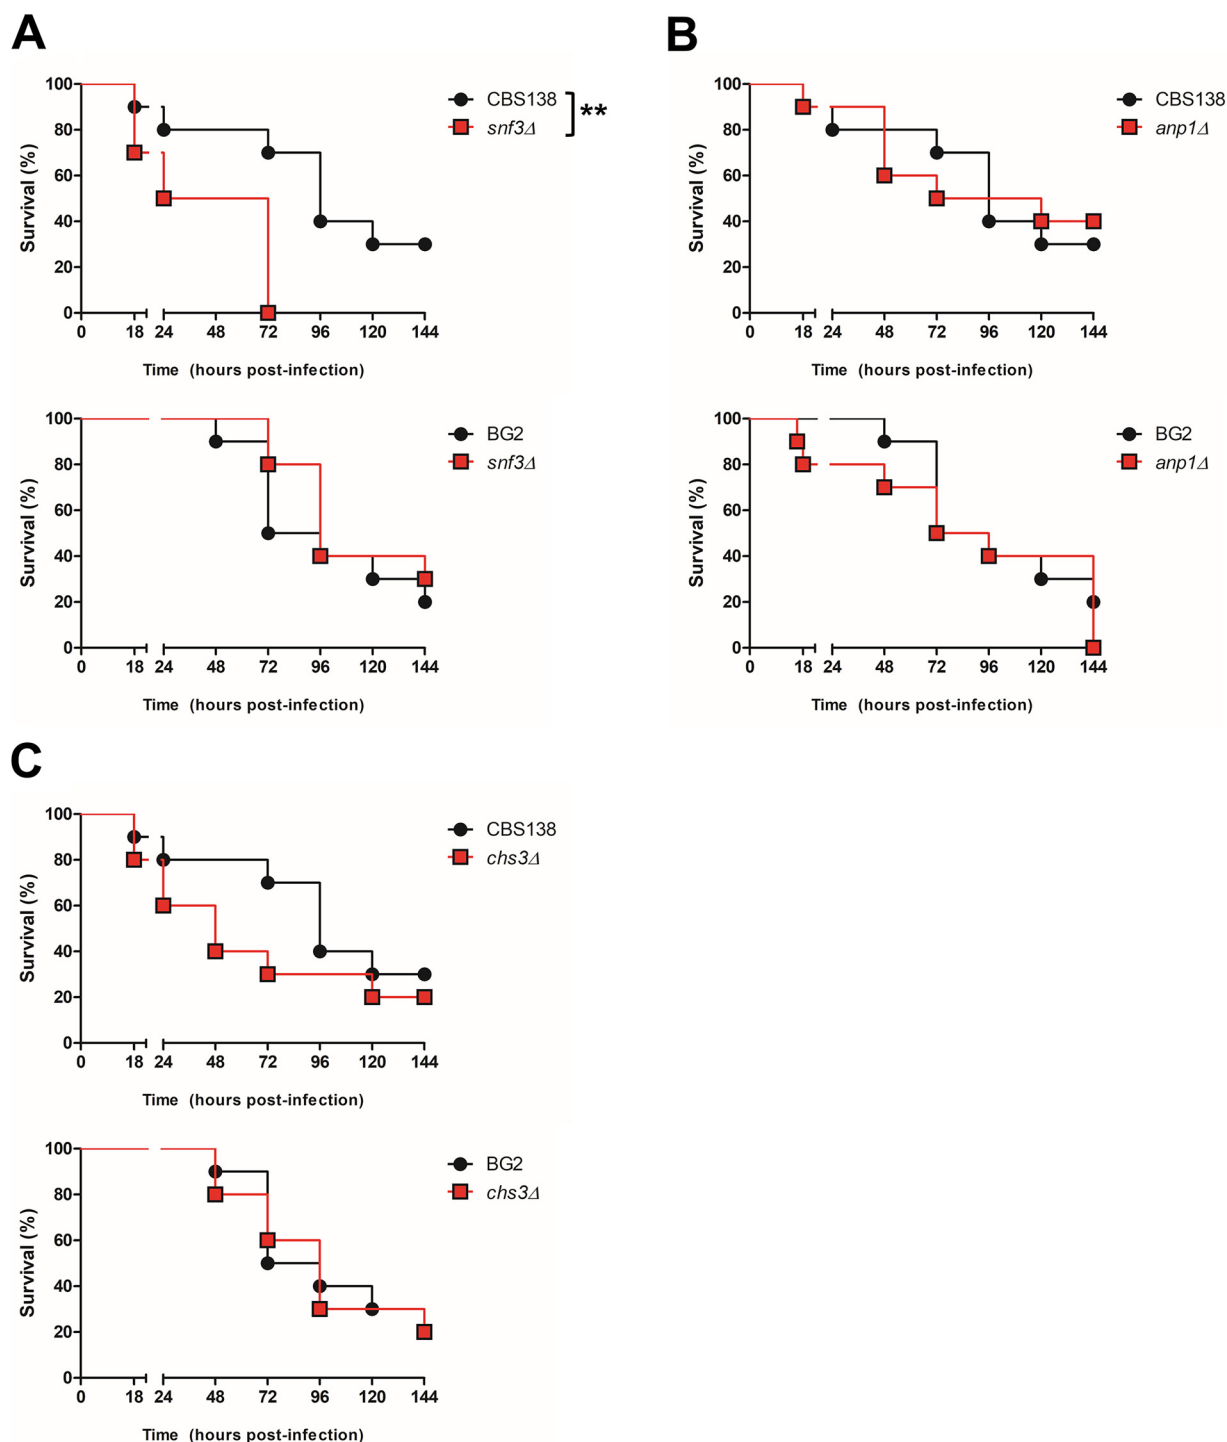 A
Survival (%)
100
80
60
40
20
0
0 18 24 48 72 96 120 144
Time (hours post-infection)
CBS138
snf3Δ
**
Survival (%)
100
80
60
40
20
0
0 18 24 48 72 96 120 144
Time (hours post-infection)
BG2
snf3Δ
B
Survival (%)
100
80
60
40
20
0
0 18 24 48 72 96 120 144
Time (hours post-infection)
CBS138
anp1Δ
Survival (%)
100
80
60
40
20
0
0 18 24 48 72 96 120 144
Time (hours post-infection)
BG2
anp1Δ
C
Survival (%)
100
80
60
40
20
0
0 18 24 48 72 96 120 144
Time (hours post-infection)
CBS138
chs3Δ
Survival (%)
100
80
60
40
20
0
0 18 24 48 72 96 120 144
Time (hours post-infection)
BG2
chs3Δ